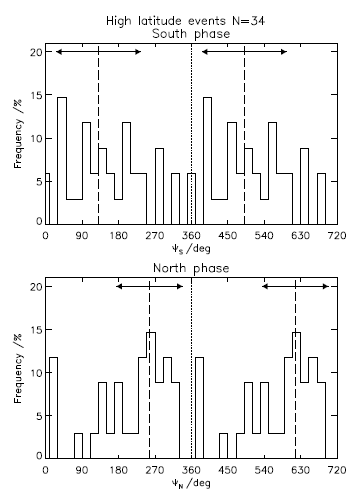 High latitude events N=34
South phase
Frequency /%
20
15
10
5
0
0 90 180 270 360 450 540 630 720
Ψ_S /deg
North phase
Frequency /%
20
15
10
5
0
0 90 180 270 360 450 540 630 720
Ψ_N /deg